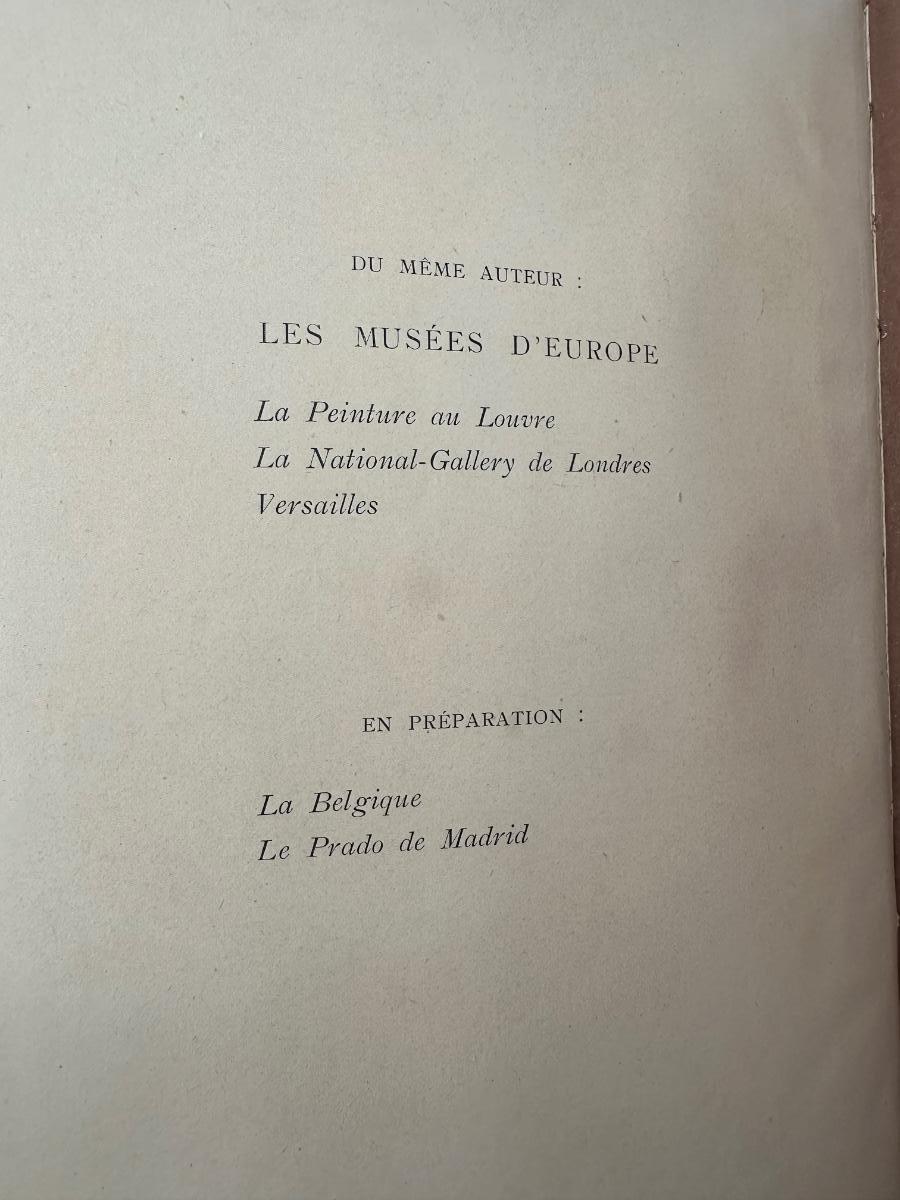 DU MÊME AUTEUR :
LES MUSÉES D'EUROPE
La Peinture au Louvre
La National-Gallery de Londres
Versailles
EN PRÉPARATION :
La Belgique
Le Prado de Madrid